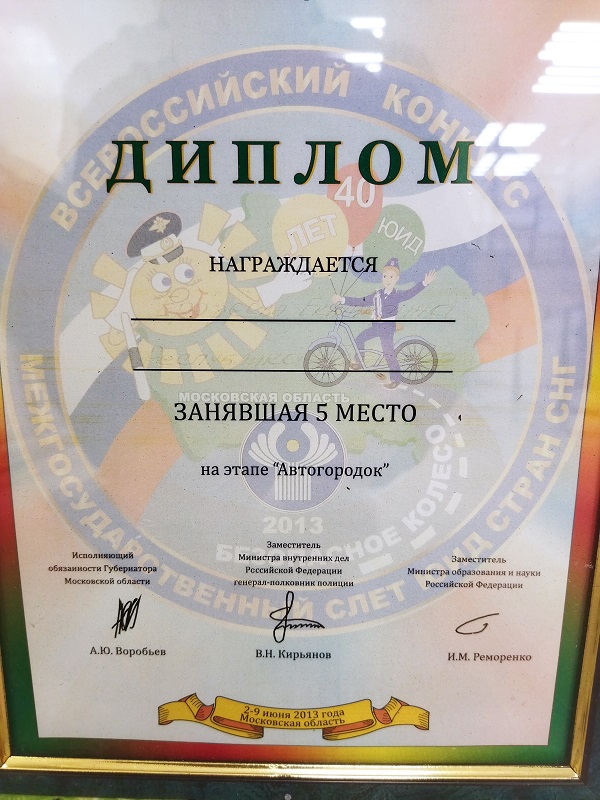 ВСЕРОССИЙСКИЙ КОНКУРС
ДИПЛОМ
40
ЛЕТ
ЮИД
НАГРАЖДАЕТСЯ
МОСКОВСКАЯ ОБЛАСТЬ
ЗАНЯВШАЯ 5 МЕСТО
на этапе "Автогородок"
2013
КОЛЕСО
МЕЖГОСУДАРСТВЕННЫЙ СЛЕТ ЮИД СТРАН СНГ
Исполняющий
обязанности Губернатора
Московской области
А.Ю. Воробьев
Заместитель
Министра внутренних дел
Российской Федерации
генерал-полковник полиции
В.Н. Кирьянов
Заместитель
Министра образования и науки
Российской Федерации
И.М. Реморенко
2-9 июня 2013 года
Московская область